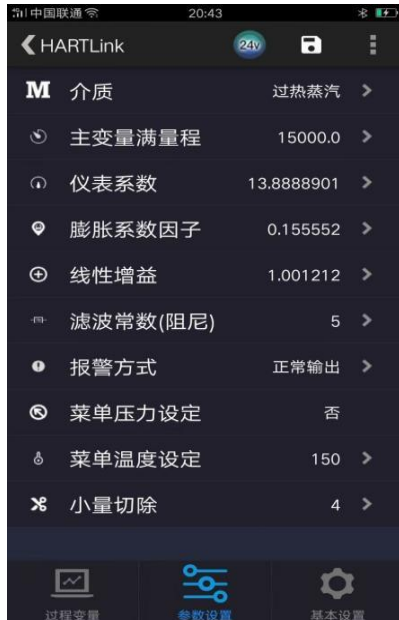 中国联通 20:43
HARTLink 24v
M 介质 过热蒸汽
主变量满量程 15000.0
仪表系数 13.8888901
膨胀系数因子 0.155552
线性增益 1.001212
滤波常数(阻尼) 5
报警方式 正常输出
菜单压力设定 否
菜单温度设定 150
小量切除 4
过程变量 参数设置 基本设置